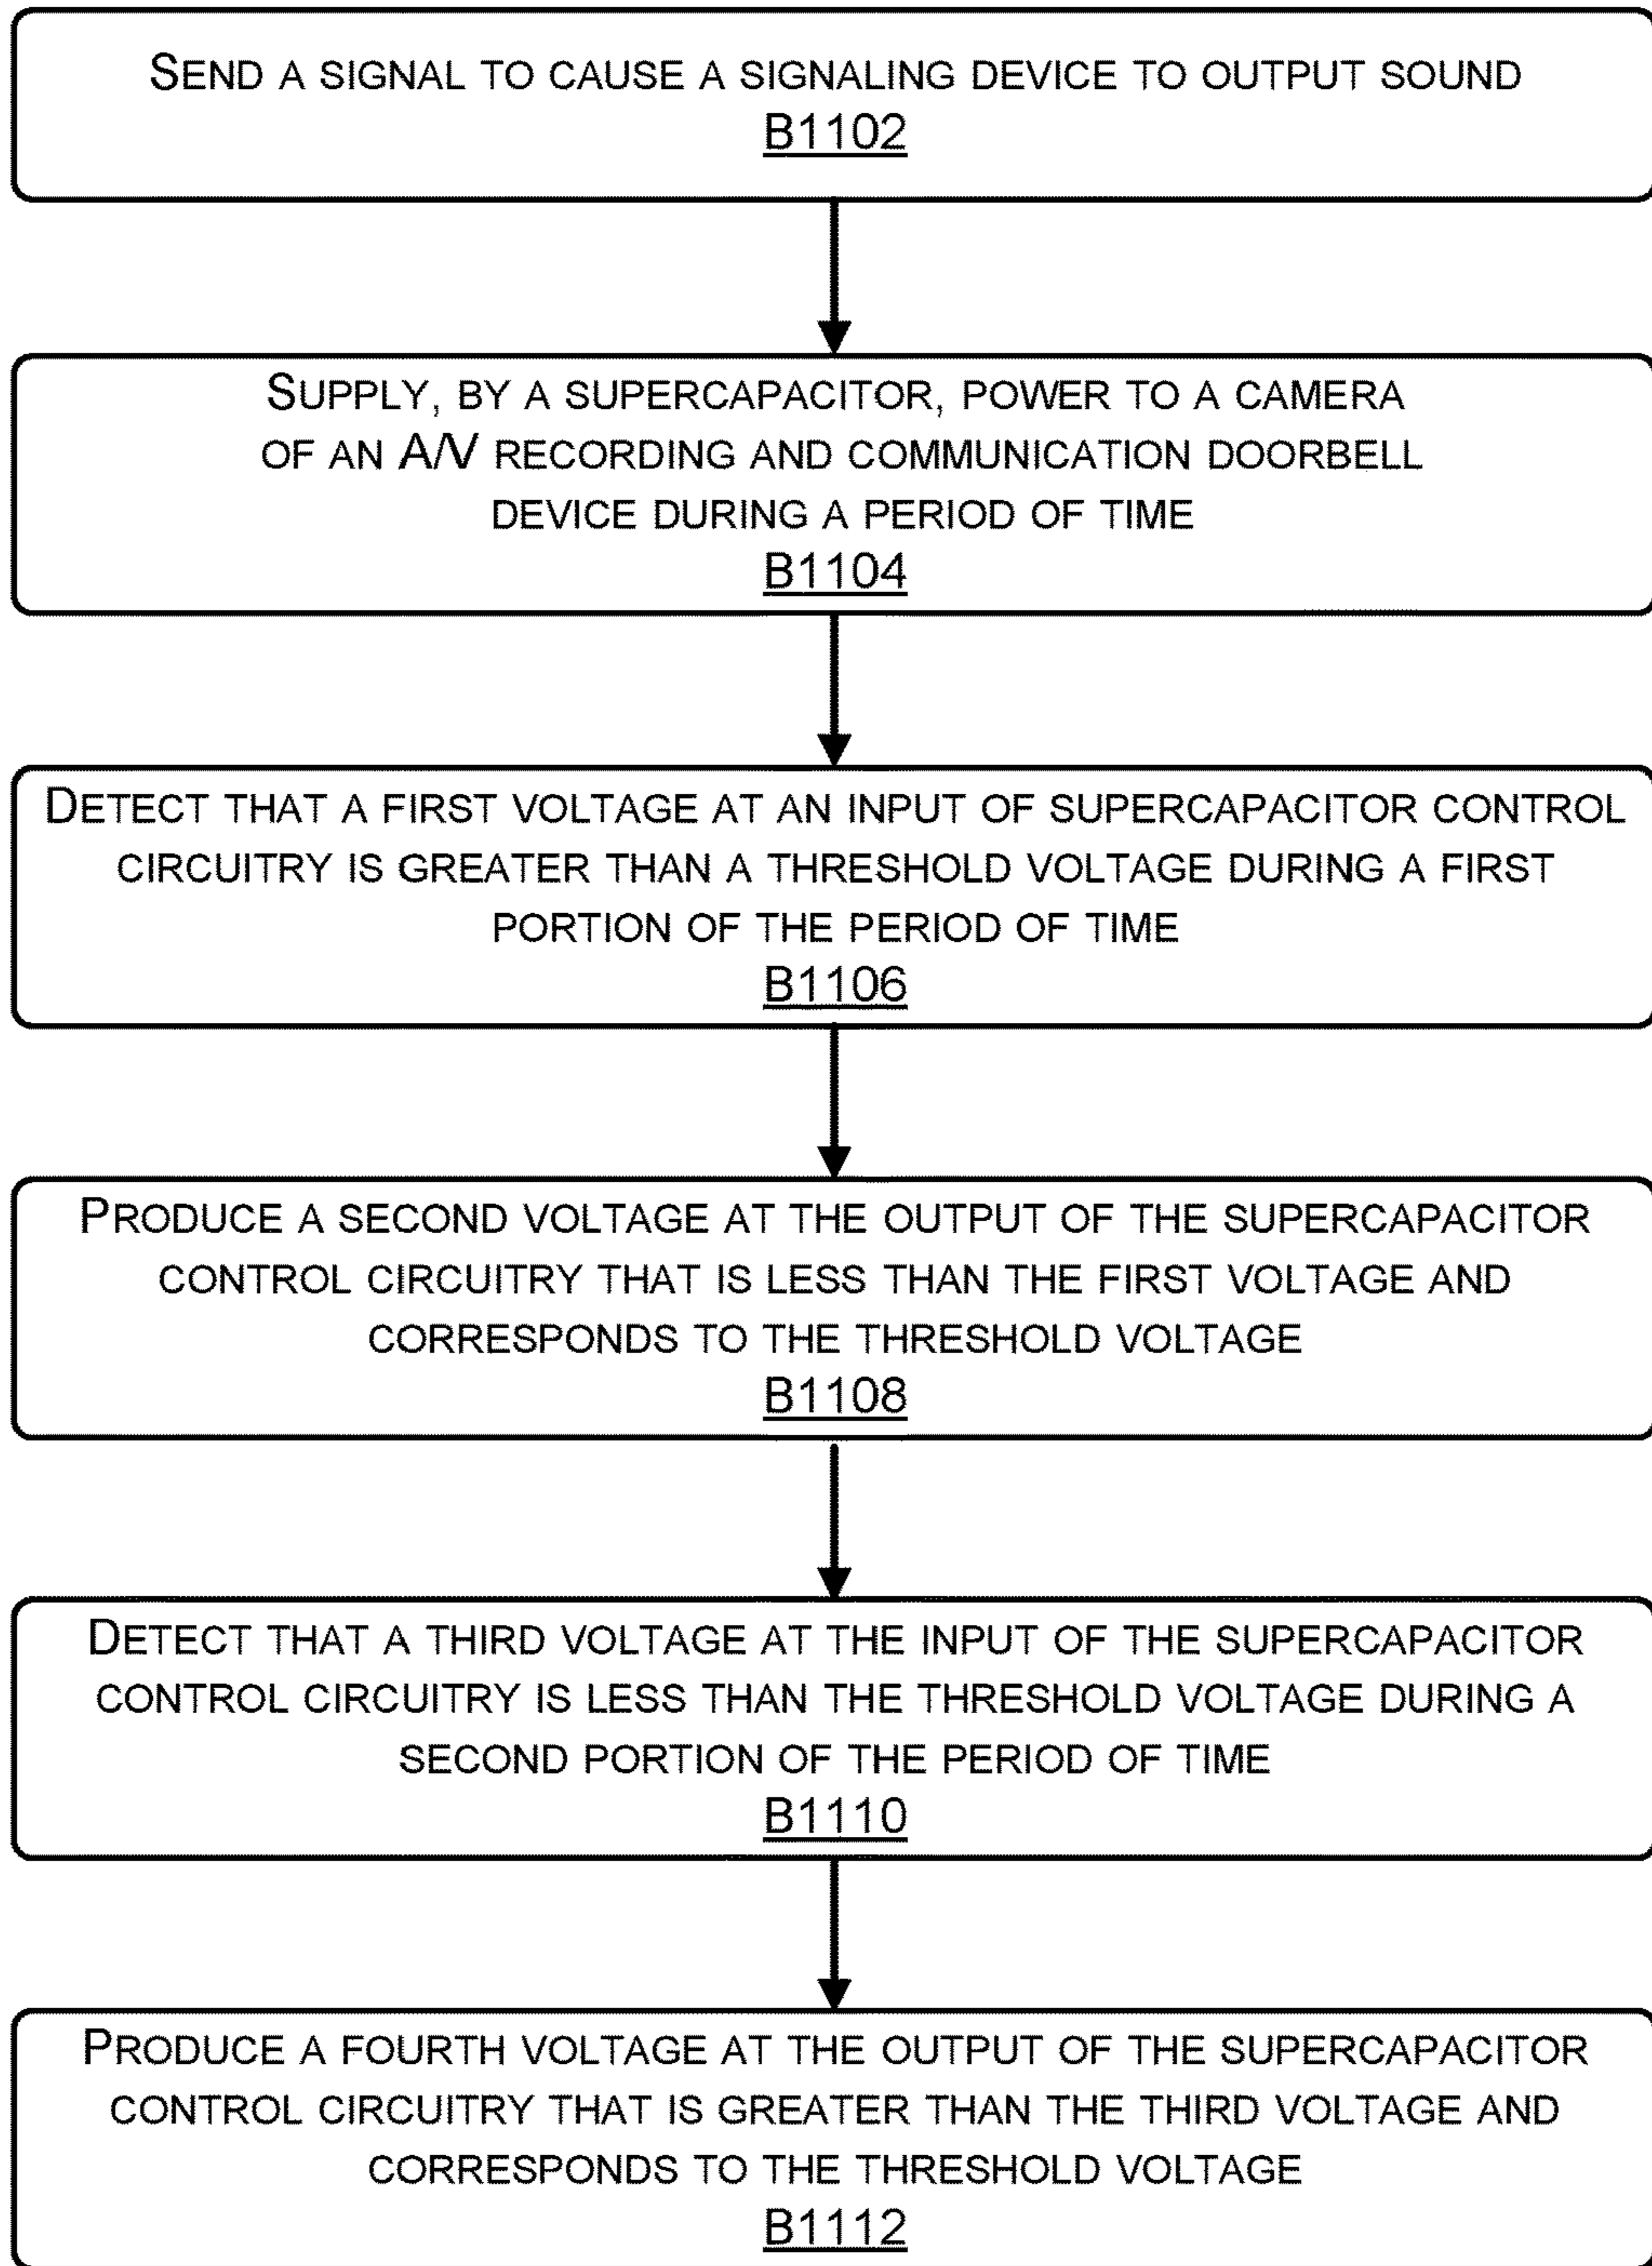 SEND A SIGNAL TO CAUSE A SIGNALING DEVICE TO OUTPUT SOUND
B1102
SUPPLY, BY A SUPERCAPACITOR, POWER TO A CAMERA
OF AN A/V RECORDING AND COMMUNICATION DOORBELL
DEVICE DURING A PERIOD OF TIME
B1104
DETECT THAT A FIRST VOLTAGE AT AN INPUT OF SUPERCAPACITOR CONTROL
CIRCUITRY IS GREATER THAN A THRESHOLD VOLTAGE DURING A FIRST
PORTION OF THE PERIOD OF TIME
B1106
PRODUCE A SECOND VOLTAGE AT THE OUTPUT OF THE SUPERCAPACITOR
CONTROL CIRCUITRY THAT IS LESS THAN THE FIRST VOLTAGE AND
CORRESPONDS TO THE THRESHOLD VOLTAGE
B1108
DETECT THAT A THIRD VOLTAGE AT THE INPUT OF THE SUPERCAPACITOR
CONTROL CIRCUITRY IS LESS THAN THE THRESHOLD VOLTAGE DURING A
SECOND PORTION OF THE PERIOD OF TIME
B1110
PRODUCE A FOURTH VOLTAGE AT THE OUTPUT OF THE SUPERCAPACITOR
CONTROL CIRCUITRY THAT IS GREATER THAN THE THIRD VOLTAGE AND
CORRESPONDS TO THE THRESHOLD VOLTAGE
B1112